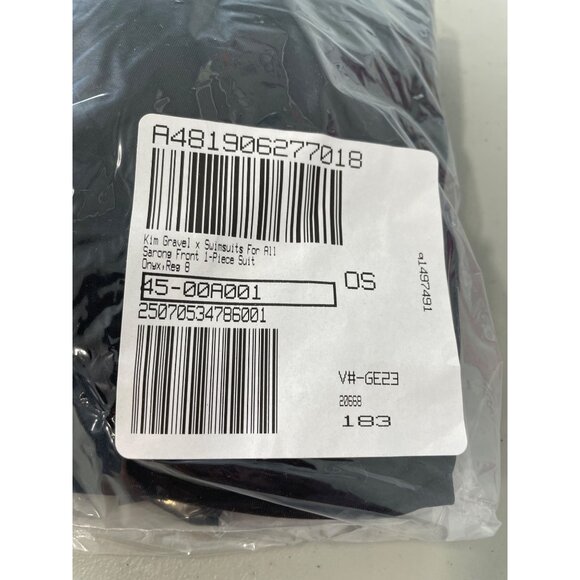 A481906277018
Kim Gravel x Swimsuits For All
Sarong Front 1-Piece Suit
Onyx,Reg 8
45-00A001
OS
25070534786001
a1497491
V#-GE23
20668
183